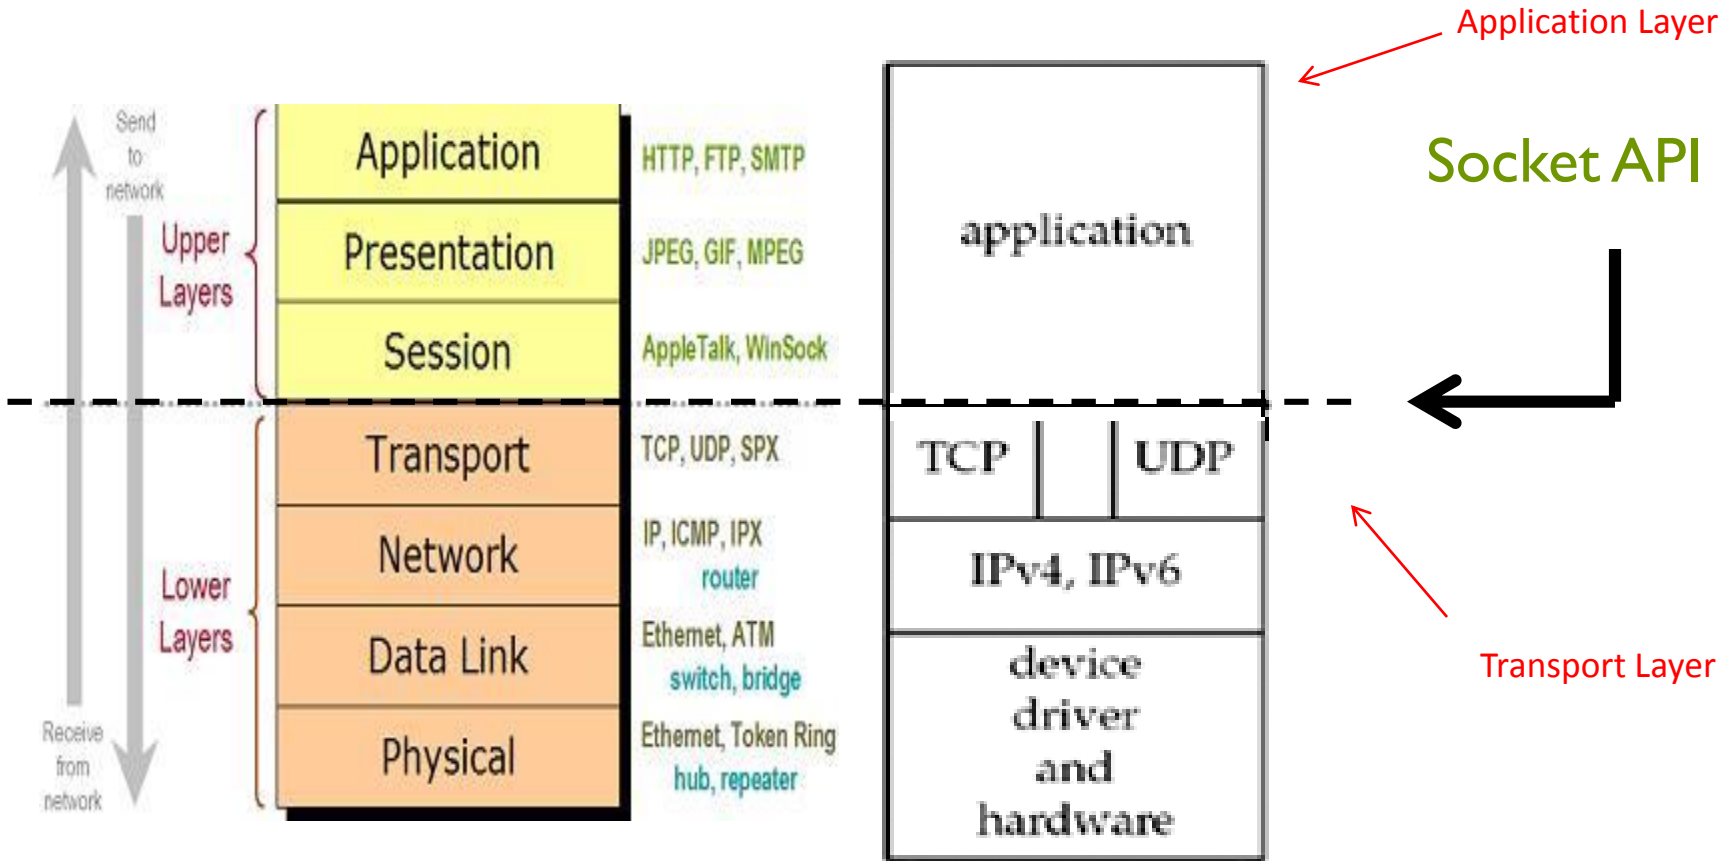 Application Layer
Socket API
Send
to
network
Upper
Layers
Application
HTTP, FTP, SMTP
Presentation
JPEG, GIF, MPEG
Session
AppleTalk, WinSock
Lower
Layers
Transport
TCP, UDP, SPX
Network
IP, ICMP, IPX
router
Data Link
Ethernet, ATM
switch, bridge
Physical
Ethernet, Token Ring
hub, repeater
Receive
from
network
application
TCP
UDP
IPv4, IPv6
device
driver
and
hardware
Transport Layer